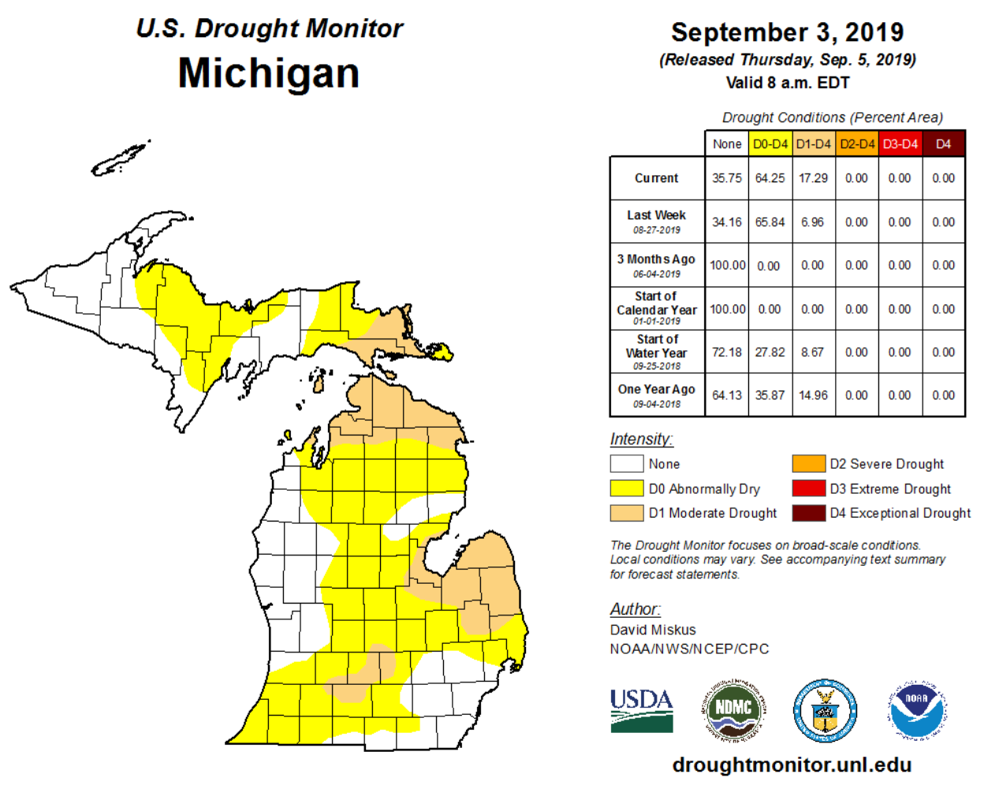 U.S. Drought Monitor
Michigan
September 3, 2019
(Released Thursday, Sep. 5, 2019)
Valid 8 a.m. EDT
Drought Conditions (Percent Area)
None D0-D4 D1-D4 D2-D4 D3-D4 D4
Current 35.75 64.25 17.29 0.00 0.00 0.00
Last Week
08-27-2019 34.16 65.84 6.96 0.00 0.00 0.00
3 Months Ago
06-04-2019 100.00 0.00 0.00 0.00 0.00 0.00
Start of
Calendar Year
01-01-2019 100.00 0.00 0.00 0.00 0.00 0.00
Start of
Water Year
09-25-2018 72.18 27.82 8.67 0.00 0.00 0.00
One Year Ago
09-04-2018 64.13 35.87 14.96 0.00 0.00 0.00
Intensity:
None
D0 Abnormally Dry
D1 Moderate Drought
D2 Severe Drought
D3 Extreme Drought
D4 Exceptional Drought
The Drought Monitor focuses on broad-scale conditions.
Local conditions may vary. See accompanying text summary
for forecast statements.
Author:
David Miskus
NOAA/NWS/NCEP/CPC
USDA
NDMC
NOAA
droughtmonitor.unl.edu